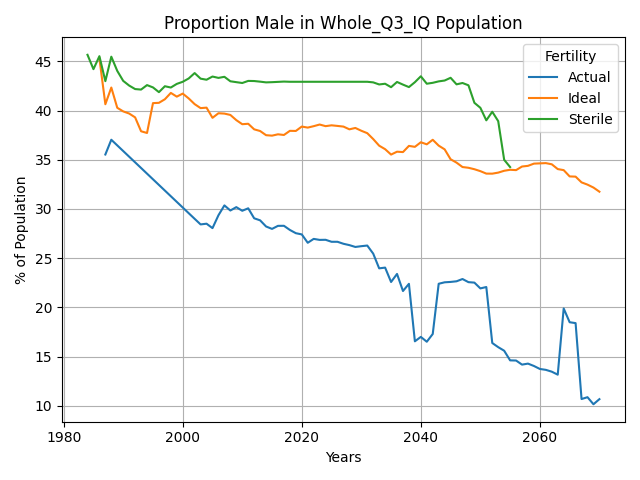 Proportion Male in Whole_Q3_IQ Population
% of Population
45
40
35
30
25
20
15
10
1980
2000
2020
2040
2060
Years
Fertility
Actual
Ideal
Sterile